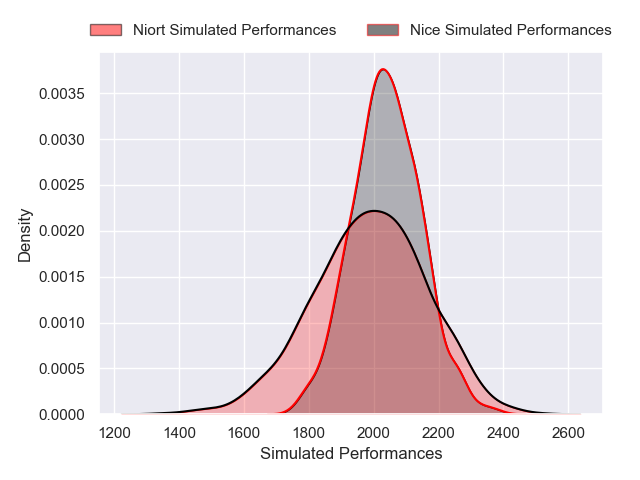 Niort Simulated Performances Nice Simulated Performances
0.0035
0.0030
0.0025
0.0020
0.0015
0.0010
0.0005
0.0000
Density
1200 1400 1600 1800 2000 2200 2400 2600
Simulated Performances